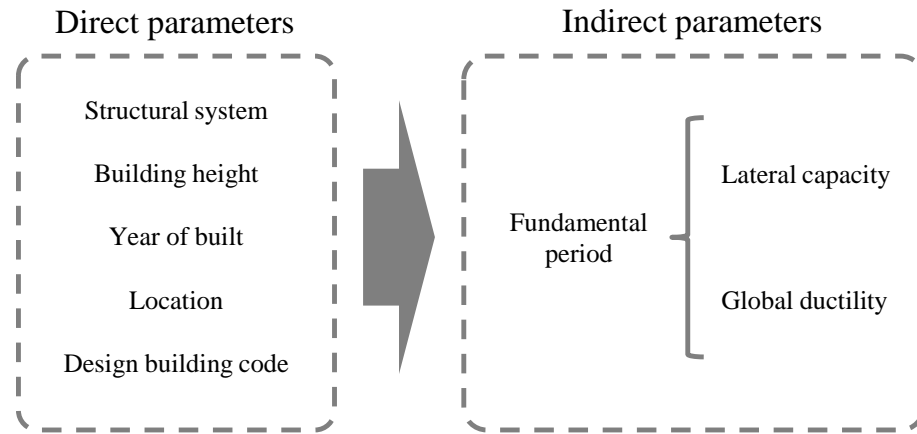 Direct parameters
Structural system
Building height
Year of built
Location
Design building code
Indirect parameters
Fundamental
period
Lateral capacity
Global ductility